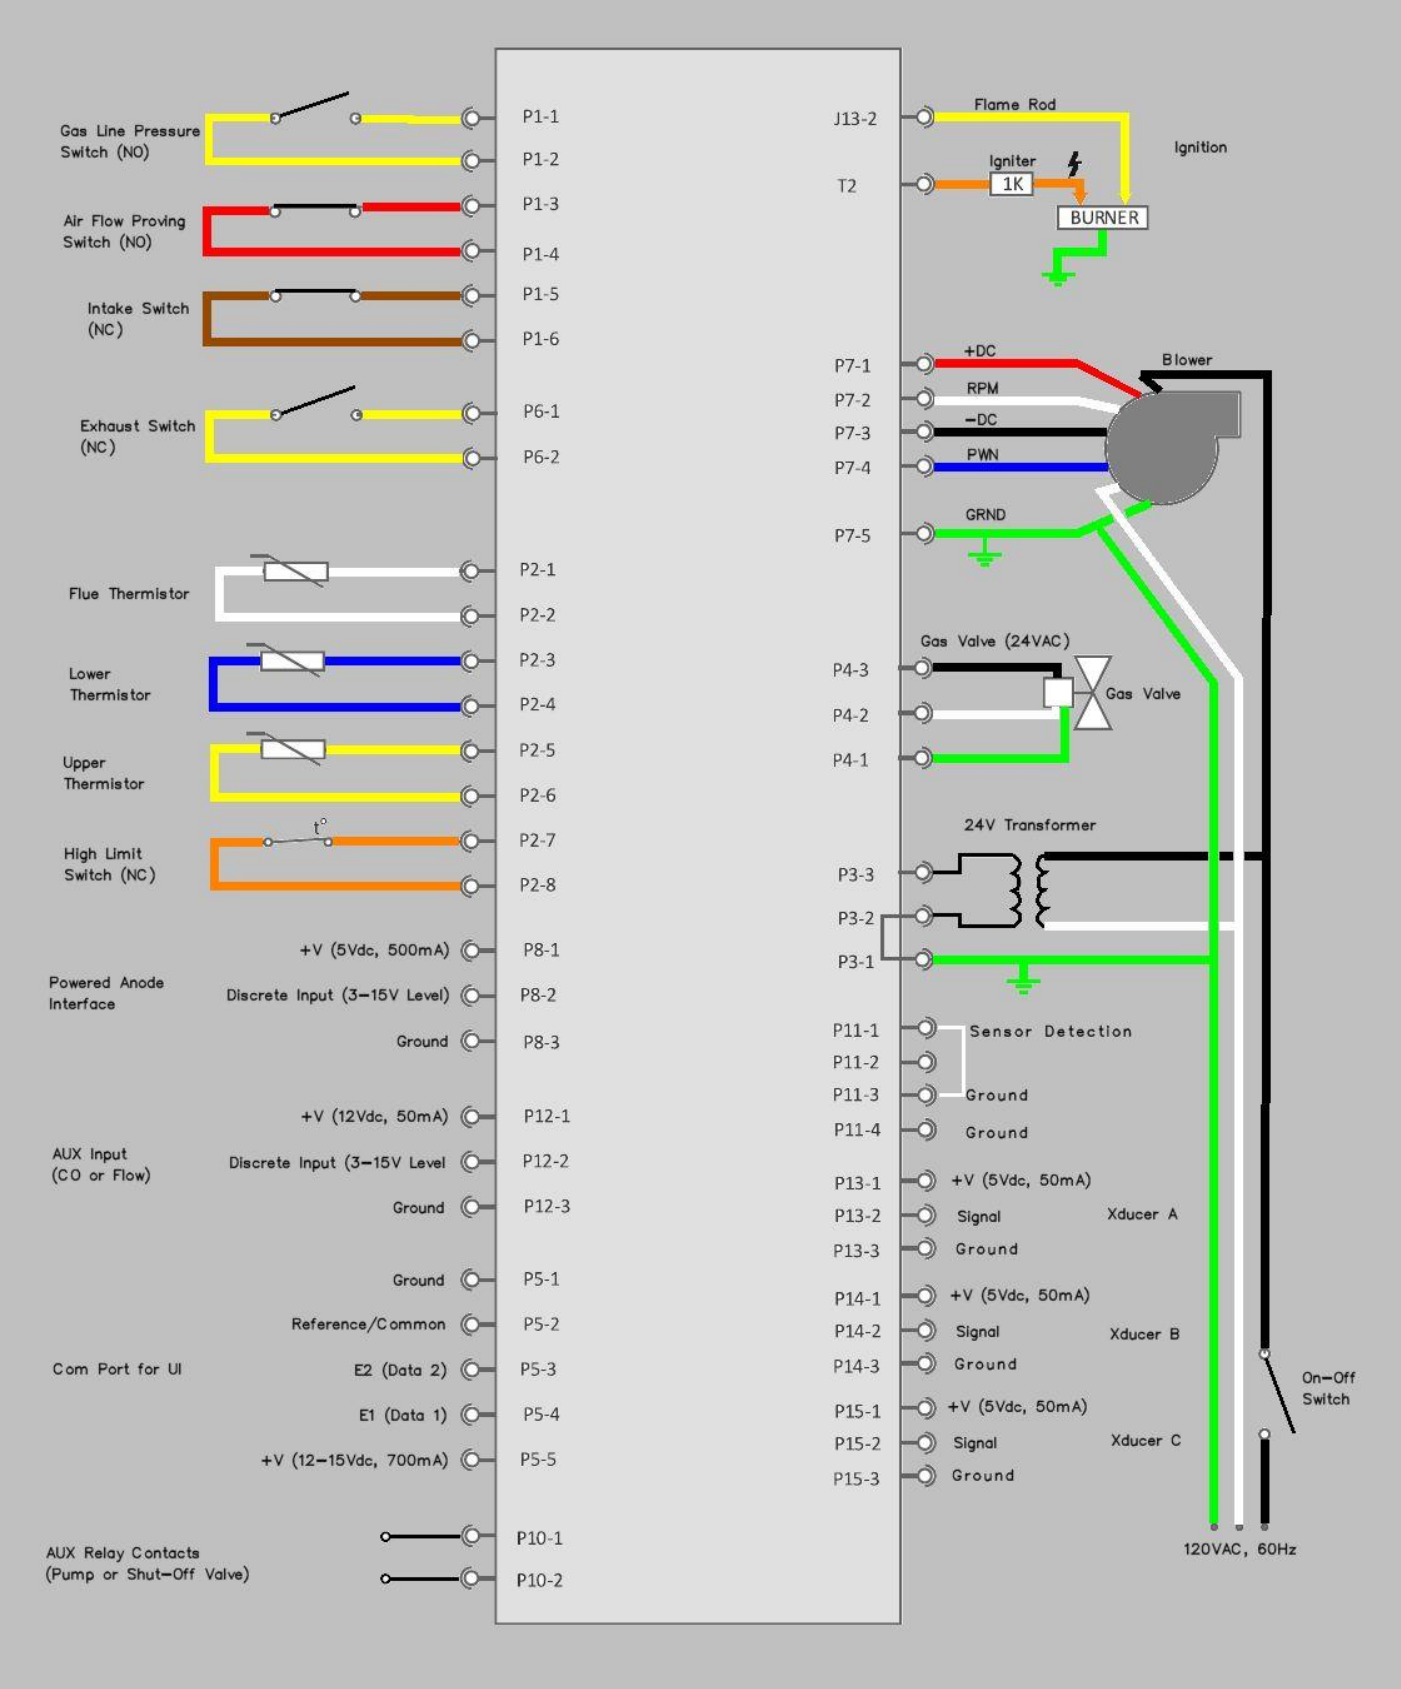 Gas Line Pressure
Switch (NO)
Air Flow Proving
Switch (NO)
Intake Switch
(NC)
Exhaust Switch
(NC)
Flue Thermistor
Lower
Thermistor
Upper
Thermistor
t°
High Limit
Switch (NC)
+V (5Vdc, 500mA)
Powered Anode
Interface
Discrete Input (3-15V Level)
Ground
+V (12Vdc, 50mA)
AUX Input
(CO or Flow)
Discrete Input (3-15V Level
Ground
Ground
Reference/Common
Com Port for UI
E2 (Data 2)
E1 (Data 1)
+V (12-15Vdc, 700mA)
AUX Relay Contacts
(Pump or Shut-Off Valve)
P1-1
P1-2
P1-3
P1-4
P1-5
P1-6
P6-1
P6-2
P2-1
P2-2
P2-3
P2-4
P2-5
P2-6
P2-7
P2-8
P8-1
P8-2
P8-3
P12-1
P12-2
P12-3
P5-1
P5-2
P5-3
P5-4
P5-5
P10-1
P10-2
J13-2
T2
P7-1
P7-2
P7-3
P7-4
P7-5
P4-3
P4-2
P4-1
P3-3
P3-2
P3-1
P11-1
P11-2
P11-3
P11-4
P13-1
P13-2
P13-3
P14-1
P14-2
P14-3
P15-1
P15-2
P15-3
Flame Rod
Ignition
Igniter
1K
BURNER
+DC
Blower
RPM
-DC
PWN
GRND
Gas Valve (24VAC)
Gas Valve
24V Transformer
Sensor Detection
Ground
Ground
+V (5Vdc, 50mA)
Signal
Xducer A
Ground
+V (5Vdc, 50mA)
Signal
Xducer B
Ground
+V (5Vdc, 50mA)
Signal
Xducer C
Ground
On-Off
Switch
120VAC, 60Hz